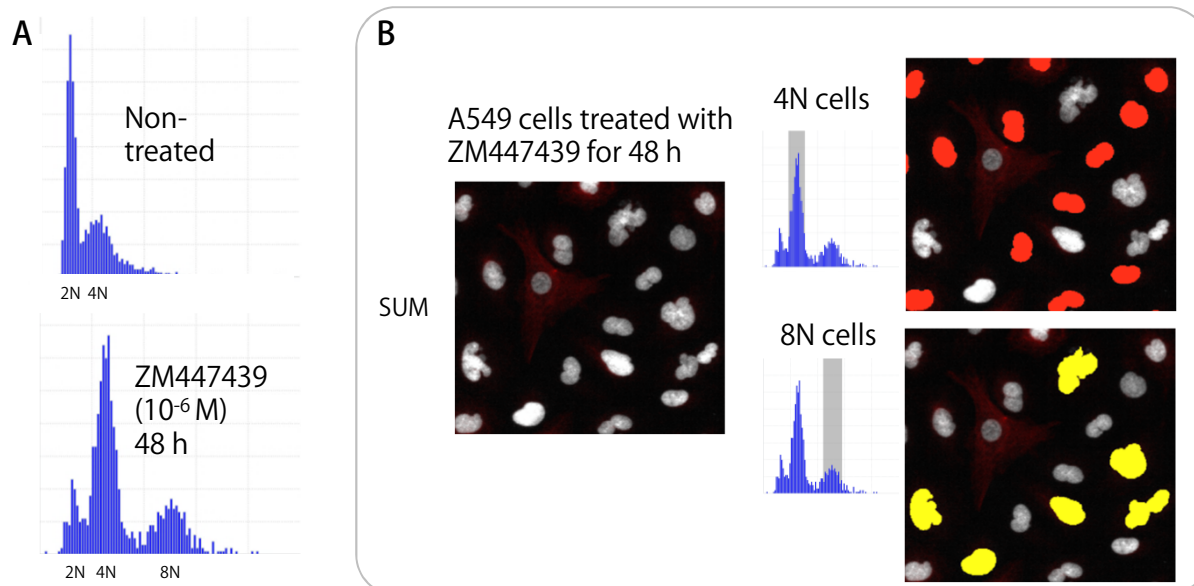 A
Non-
treated
2N 4N
ZM447439
(10⁻⁶ M)
48 h
2N 4N 8N
B
A549 cells treated with
ZM447439 for 48 h
SUM
4N cells
8N cells